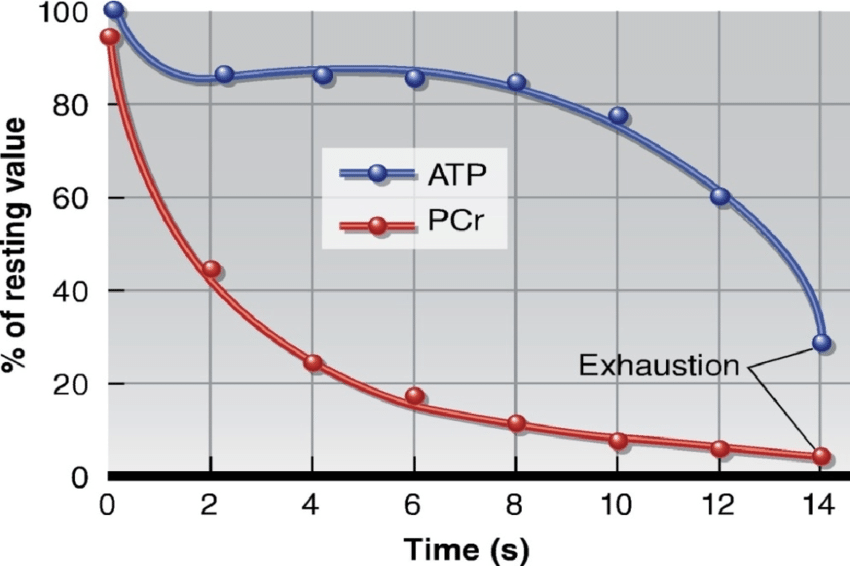 % of resting value
100
80
60
40
20
0
ATP
PCr
Exhaustion
0 2 4 6 8 10 12 14
Time (s)